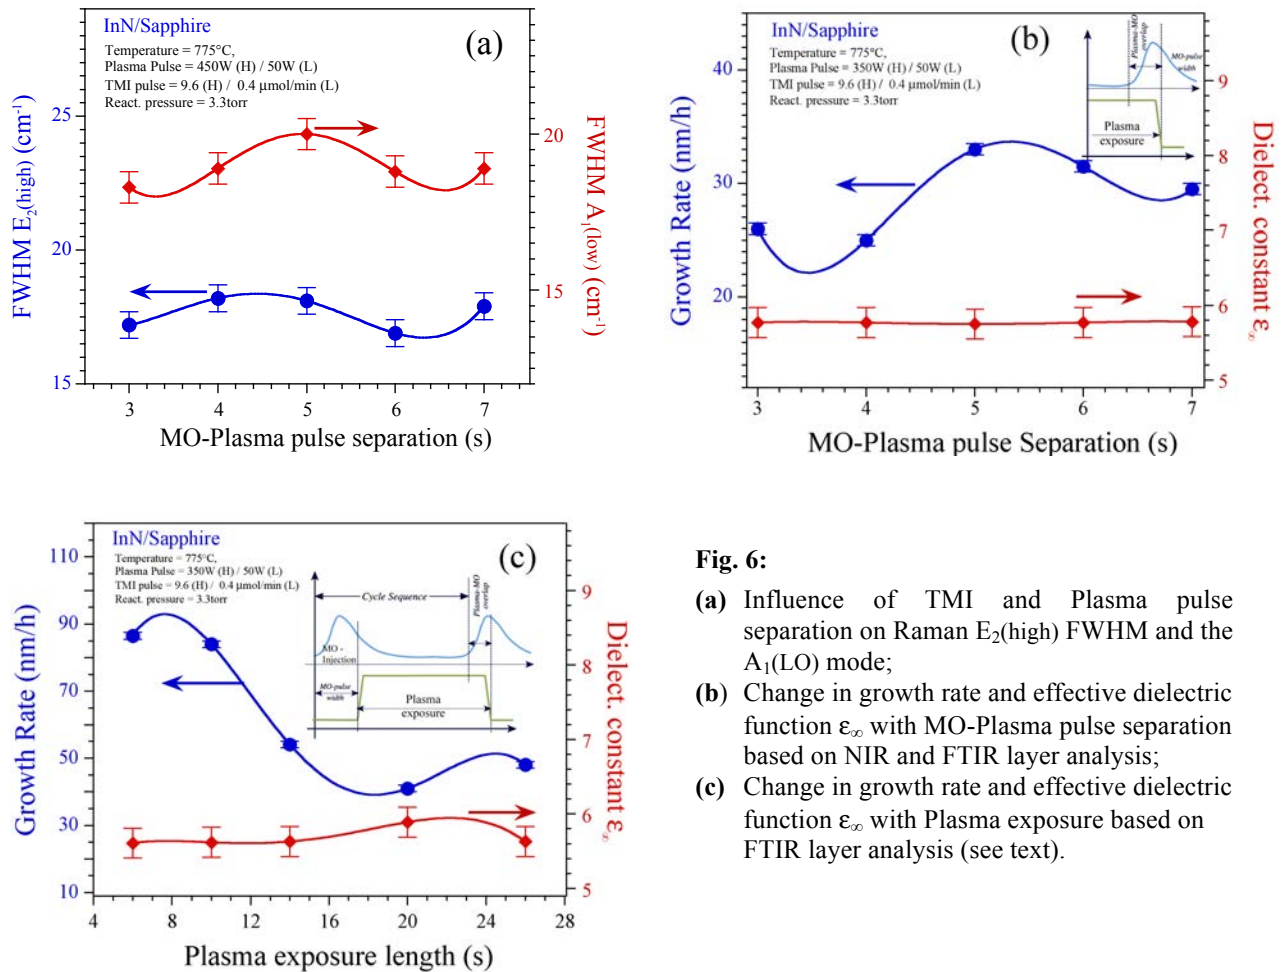 InN/Sapphire
(a)
Temperature = 775°C,
Plasma Pulse = 450W (H) / 50W (L)
TMI pulse = 9.6 (H) / 0.4 μmol/min (L)
React. pressure = 3.3torr
FWHM E2(high) (cm-1)
25
20
15
FWHM A1(low) (cm-1)
20
15
3 4 5 6 7
MO-Plasma pulse separation (s)
InN/Sapphire
(b)
Temperature = 775°C,
Plasma Pulse = 350W (H) / 50W (L)
TMI pulse = 9.6 (H) / 0.4 μmol/min (L)
React. pressure = 3.3torr
Plasma-MO
overlap
MO-pulse
width
Plasma
exposure
Growth Rate (nm/h)
40
30
20
Dielect. constant ε∞
9
8
7
6
5
3 4 5 6 7
MO-Plasma pulse Separation (s)
InN/Sapphire
(c)
Temperature = 775°C,
Plasma Pulse = 350W (H) / 50W (L)
TMI pulse = 9.6 (H) / 0.4 μmol/min (L)
React. pressure = 3.3torr
Cycle Sequence
Plasma-MO
overlap
MO -
Injection
MO-pulse
width
Plasma
exposure
Growth Rate (nm/h)
110
90
70
50
30
10
Dielect. constant ε∞
9
8
7
6
5
4 8 12 16 20 24 28
Plasma exposure length (s)
Fig. 6:
(a) Influence of TMI and Plasma pulse
separation on Raman E2(high) FWHM and the
A1(LO) mode;
(b) Change in growth rate and effective dielectric
function ε∞ with MO-Plasma pulse separation
based on NIR and FTIR layer analysis;
(c) Change in growth rate and effective dielectric
function ε∞ with Plasma exposure based on
FTIR layer analysis (see text).